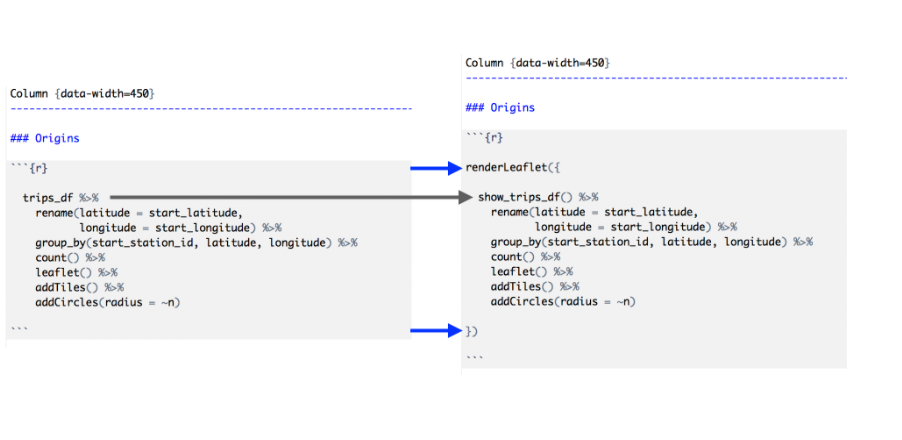 Column {data-width=450}
------------------------------------------------------------------
### Origins
```{r}
trips_df %>%
rename(latitude = start_latitude,
longitude = start_longitude) %>%
group_by(start_station_id, latitude, longitude) %>%
count() %>%
leaflet() %>%
addTiles() %>%
addCircles(radius = ~n)
```
Column {data-width=450}
------------------------------------------------------------------
### Origins
```{r}
renderLeaflet({
show_trips_df() %>%
rename(latitude = start_latitude,
longitude = start_longitude) %>%
group_by(start_station_id, latitude, longitude) %>%
count() %>%
leaflet() %>%
addTiles() %>%
addCircles(radius = ~n)
})
```